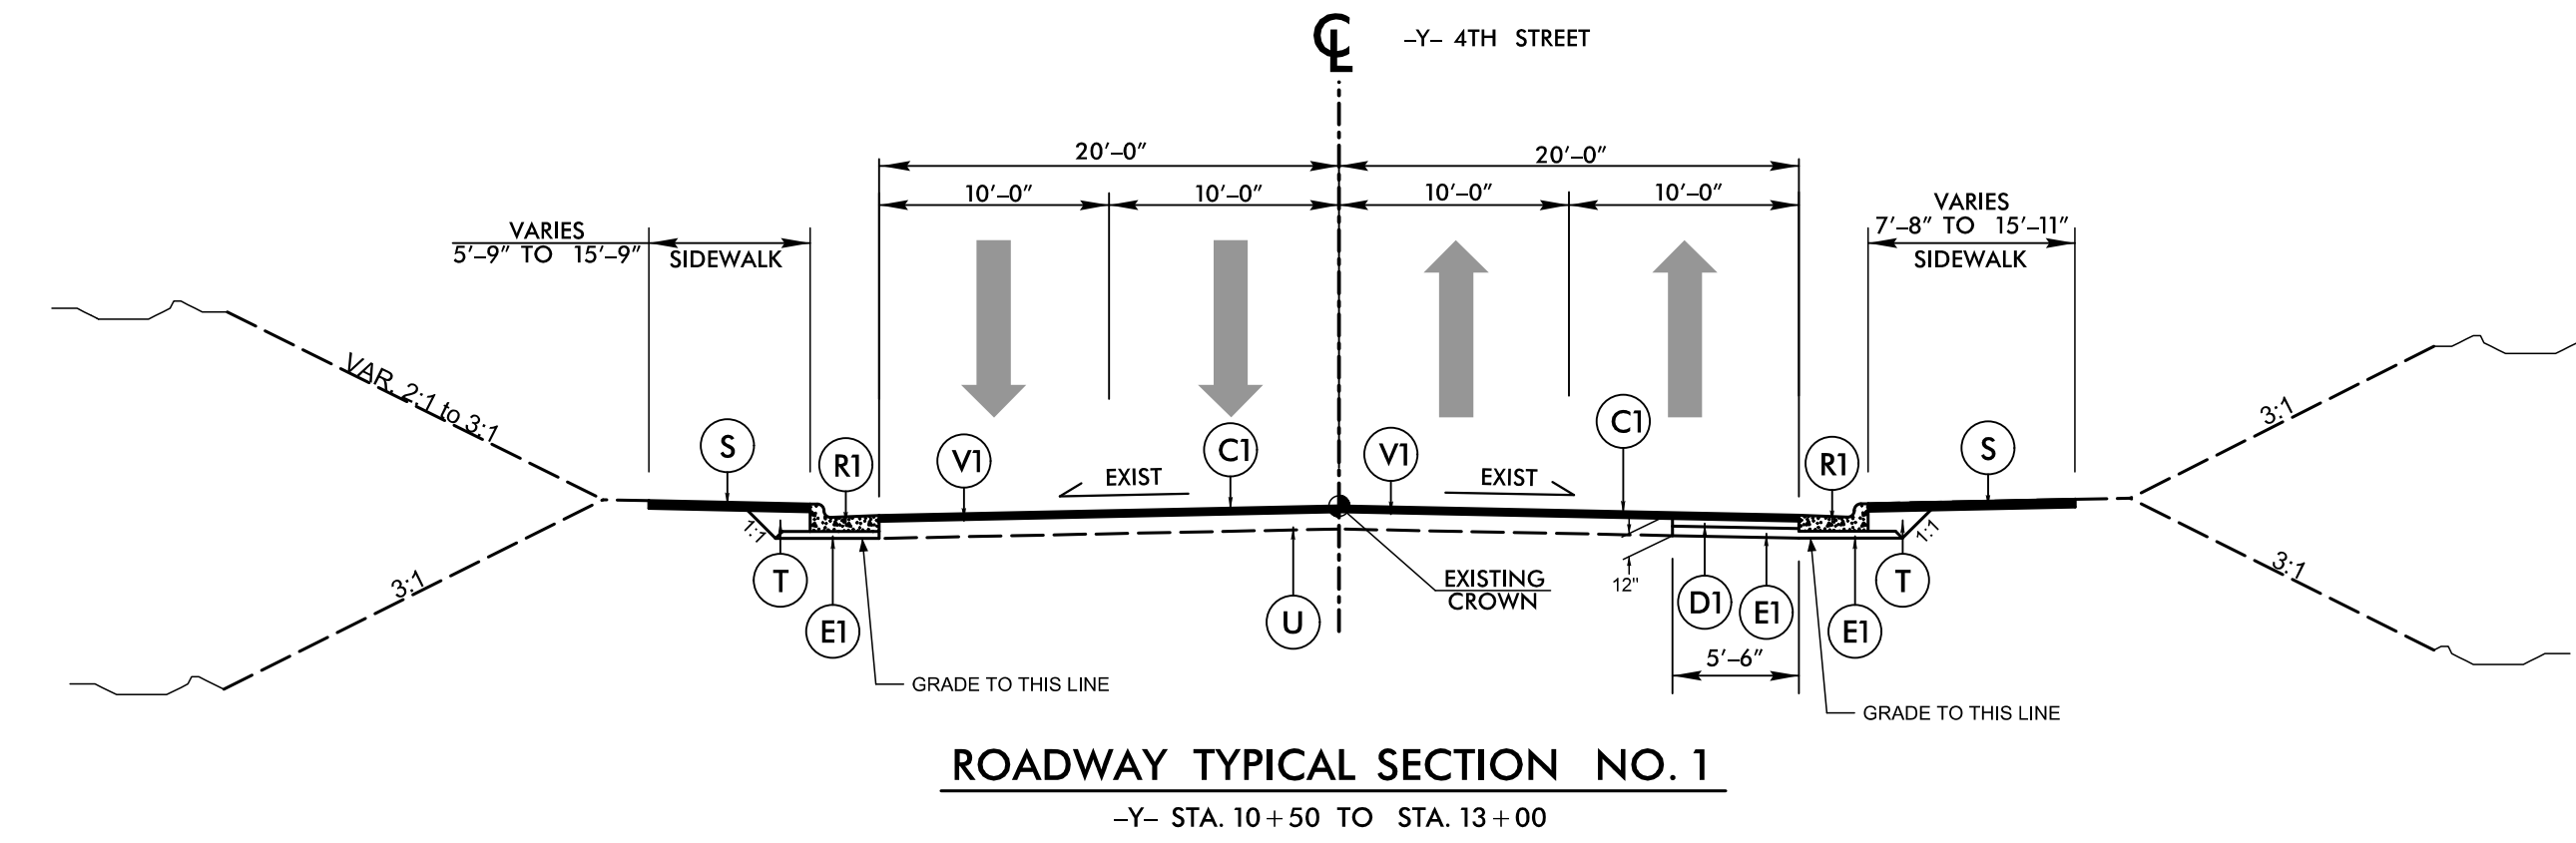 CL
–Y– 4TH STREET
20'–0"
20'–0"
10'–0"
10'–0"
10'–0"
10'–0"
VARIES
5'–9" TO 15'–9"
SIDEWALK
VARIES
7'–8" TO 15'–11"
SIDEWALK
VAR. 2:1 to 3:1
3:1
S
R1
V1
EXIST
C1
V1
EXIST
C1
R1
S
3:1
3:1
1:1
T
E1
U
EXISTING
CROWN
12"
D1
E1
E1
T
1:1
5'–6"
GRADE TO THIS LINE
GRADE TO THIS LINE
ROADWAY TYPICAL SECTION NO. 1
–Y– STA. 10+50 TO STA. 13+00